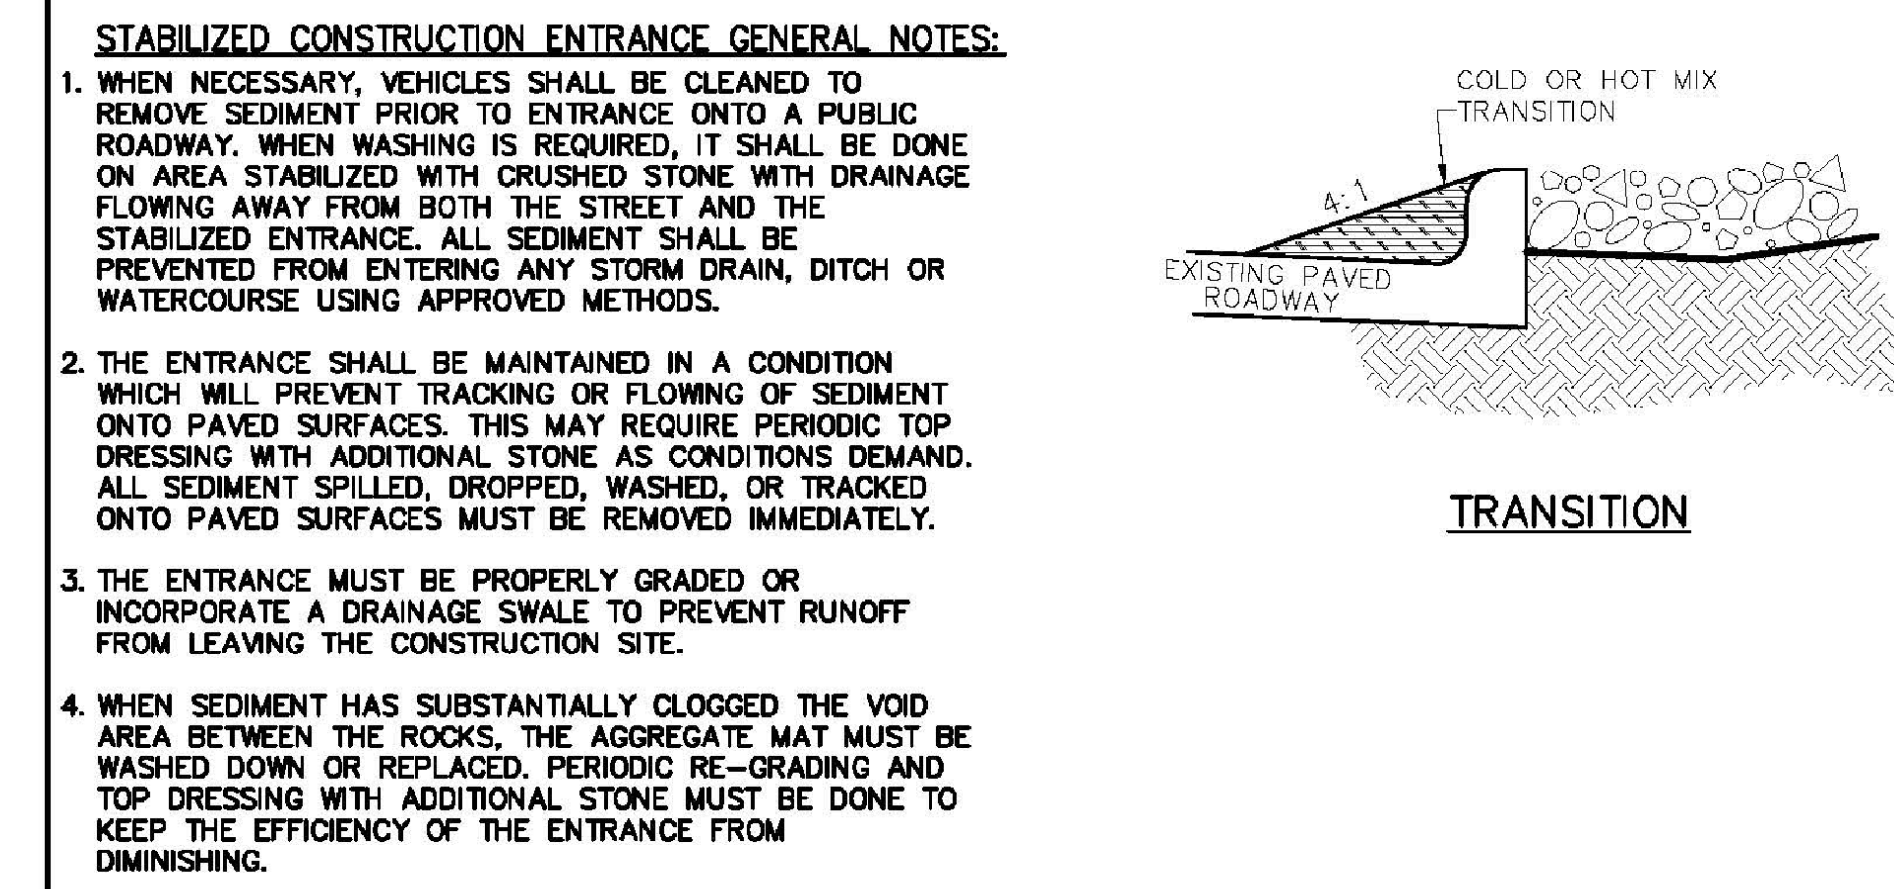 STABILIZED CONSTRUCTION ENTRANCE GENERAL NOTES:
1. WHEN NECESSARY, VEHICLES SHALL BE CLEANED TO
REMOVE SEDIMENT PRIOR TO ENTRANCE ONTO A PUBLIC
ROADWAY. WHEN WASHING IS REQUIRED, IT SHALL BE DONE
ON AREA STABILIZED WITH CRUSHED STONE WITH DRAINAGE
FLOWING AWAY FROM BOTH THE STREET AND THE
STABILIZED ENTRANCE. ALL SEDIMENT SHALL BE
PREVENTED FROM ENTERING ANY STORM DRAIN, DITCH OR
WATERCOURSE USING APPROVED METHODS.
2. THE ENTRANCE SHALL BE MAINTAINED IN A CONDITION
WHICH WILL PREVENT TRACKING OR FLOWING OF SEDIMENT
ONTO PAVED SURFACES. THIS MAY REQUIRE PERIODIC TOP
DRESSING WITH ADDITIONAL STONE AS CONDITIONS DEMAND.
ALL SEDIMENT SPILLED, DROPPED, WASHED, OR TRACKED
ONTO PAVED SURFACES MUST BE REMOVED IMMEDIATELY.
3. THE ENTRANCE MUST BE PROPERLY GRADED OR
INCORPORATE A DRAINAGE SWALE TO PREVENT RUNOFF
FROM LEAVING THE CONSTRUCTION SITE.
4. WHEN SEDIMENT HAS SUBSTANTIALLY CLOGGED THE VOID
AREA BETWEEN THE ROCKS, THE AGGREGATE MAT MUST BE
WASHED DOWN OR REPLACED. PERIODIC RE-GRADING AND
TOP DRESSING WITH ADDITIONAL STONE MUST BE DONE TO
KEEP THE EFFICIENCY OF THE ENTRANCE FROM
DIMINISHING.
COLD OR HOT MIX
TRANSITION
4:1
EXISTING PAVED
ROADWAY
TRANSITION